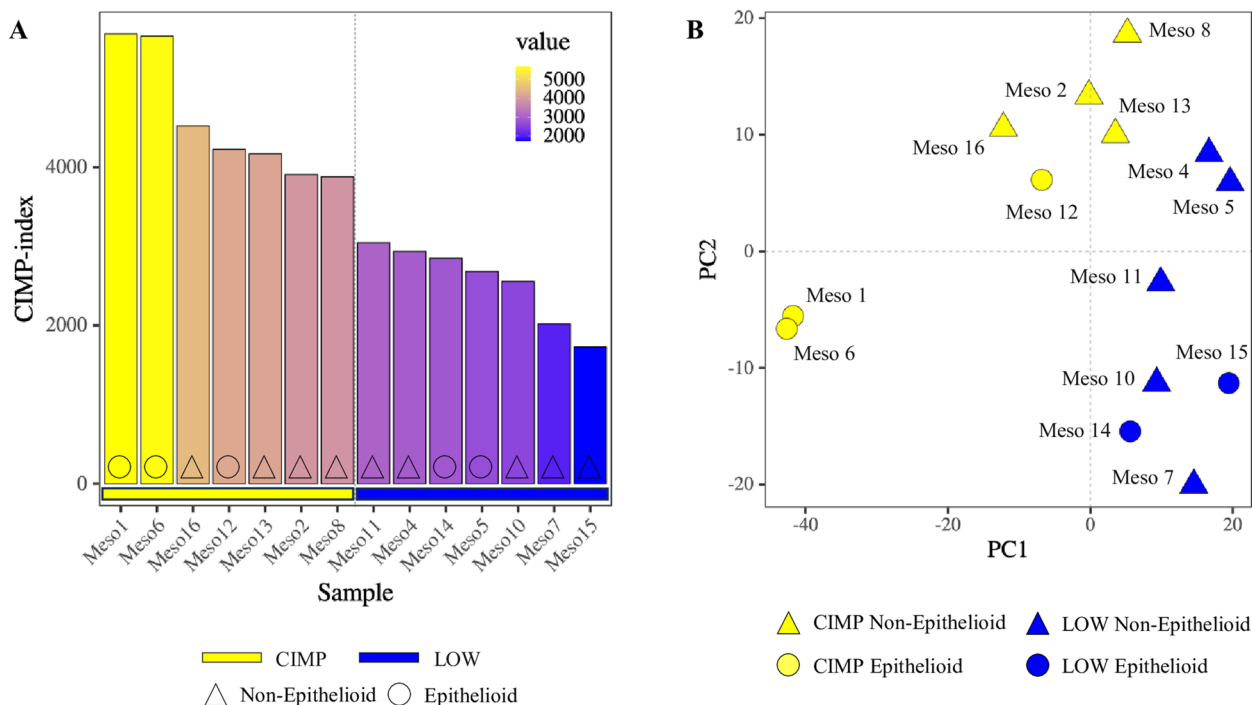 A
CIMP-index
4000
2000
0
value
5000
4000
3000
2000
Meso1
Meso6
Meso16
Meso12
Meso13
Meso2
Meso8
Meso11
Meso4
Meso14
Meso5
Meso10
Meso7
Meso15
Sample
CIMP
LOW
Non-Epithelioid
Epithelioid
B
PC2
20
10
0
-10
-20
Meso 8
Meso 2
Meso 13
Meso 16
Meso 4
Meso 12
Meso 5
Meso 11
Meso 1
Meso 6
Meso 15
Meso 10
Meso 14
Meso 7
-40
-20
0
20
PC1
CIMP Non-Epithelioid
LOW Non-Epithelioid
CIMP Epithelioid
LOW Epithelioid